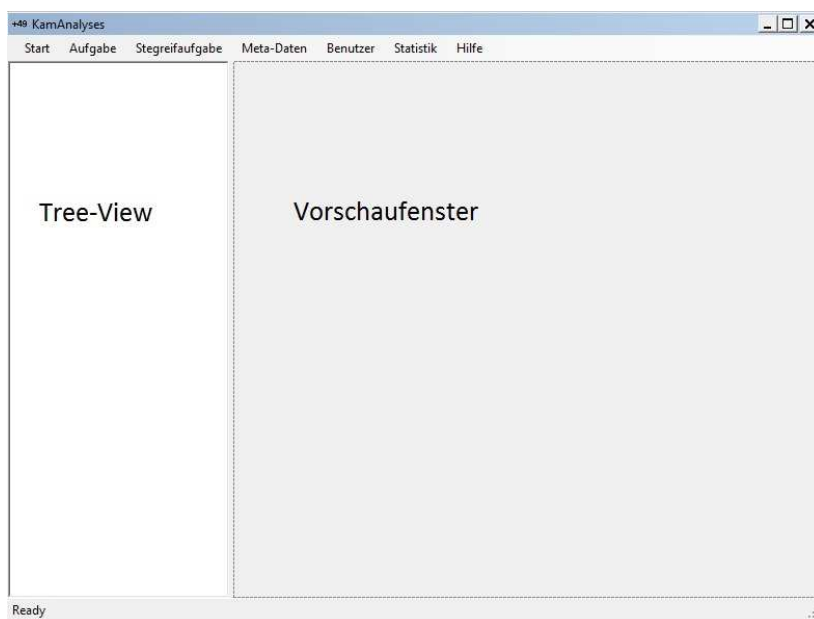 +49 KamAnalyses
Start Aufgabe Stegreifaufgabe Meta-Daten Benutzer Statistik Hilfe
Tree-View Vorschaufenster
Ready